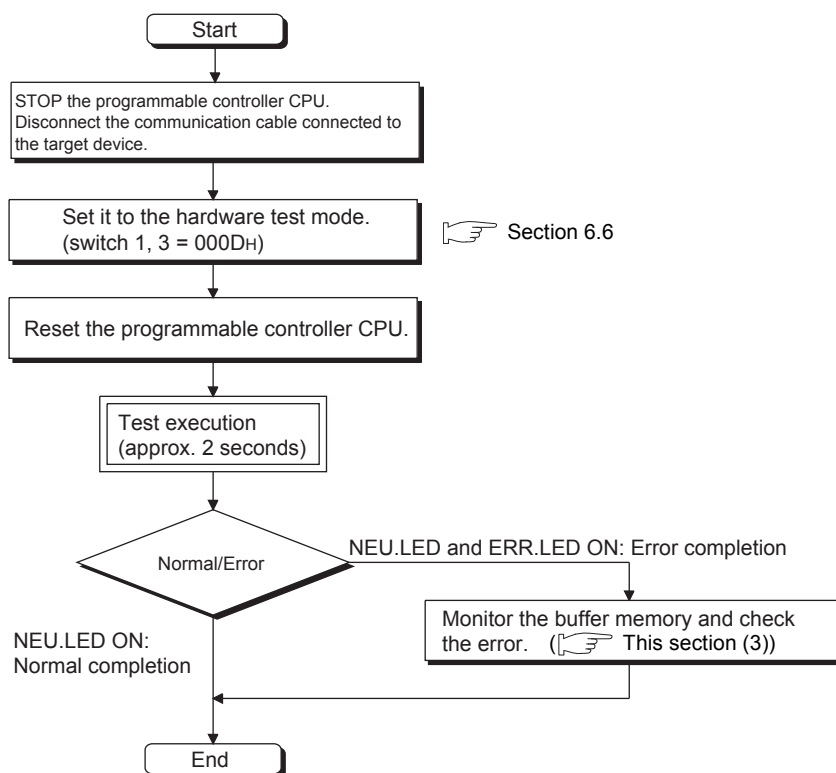 Start
STOP the programmable controller CPU.
Disconnect the communication cable connected to
the target device.
Set it to the hardware test mode.
(switch 1, 3 = 000DH)
Section 6.6
Reset the programmable controller CPU.
Test execution
(approx. 2 seconds)
Normal/Error
NEU.LED and ERR.LED ON: Error completion
Monitor the buffer memory and check
the error. ( This section (3))
NEU.LED ON:
Normal completion
End